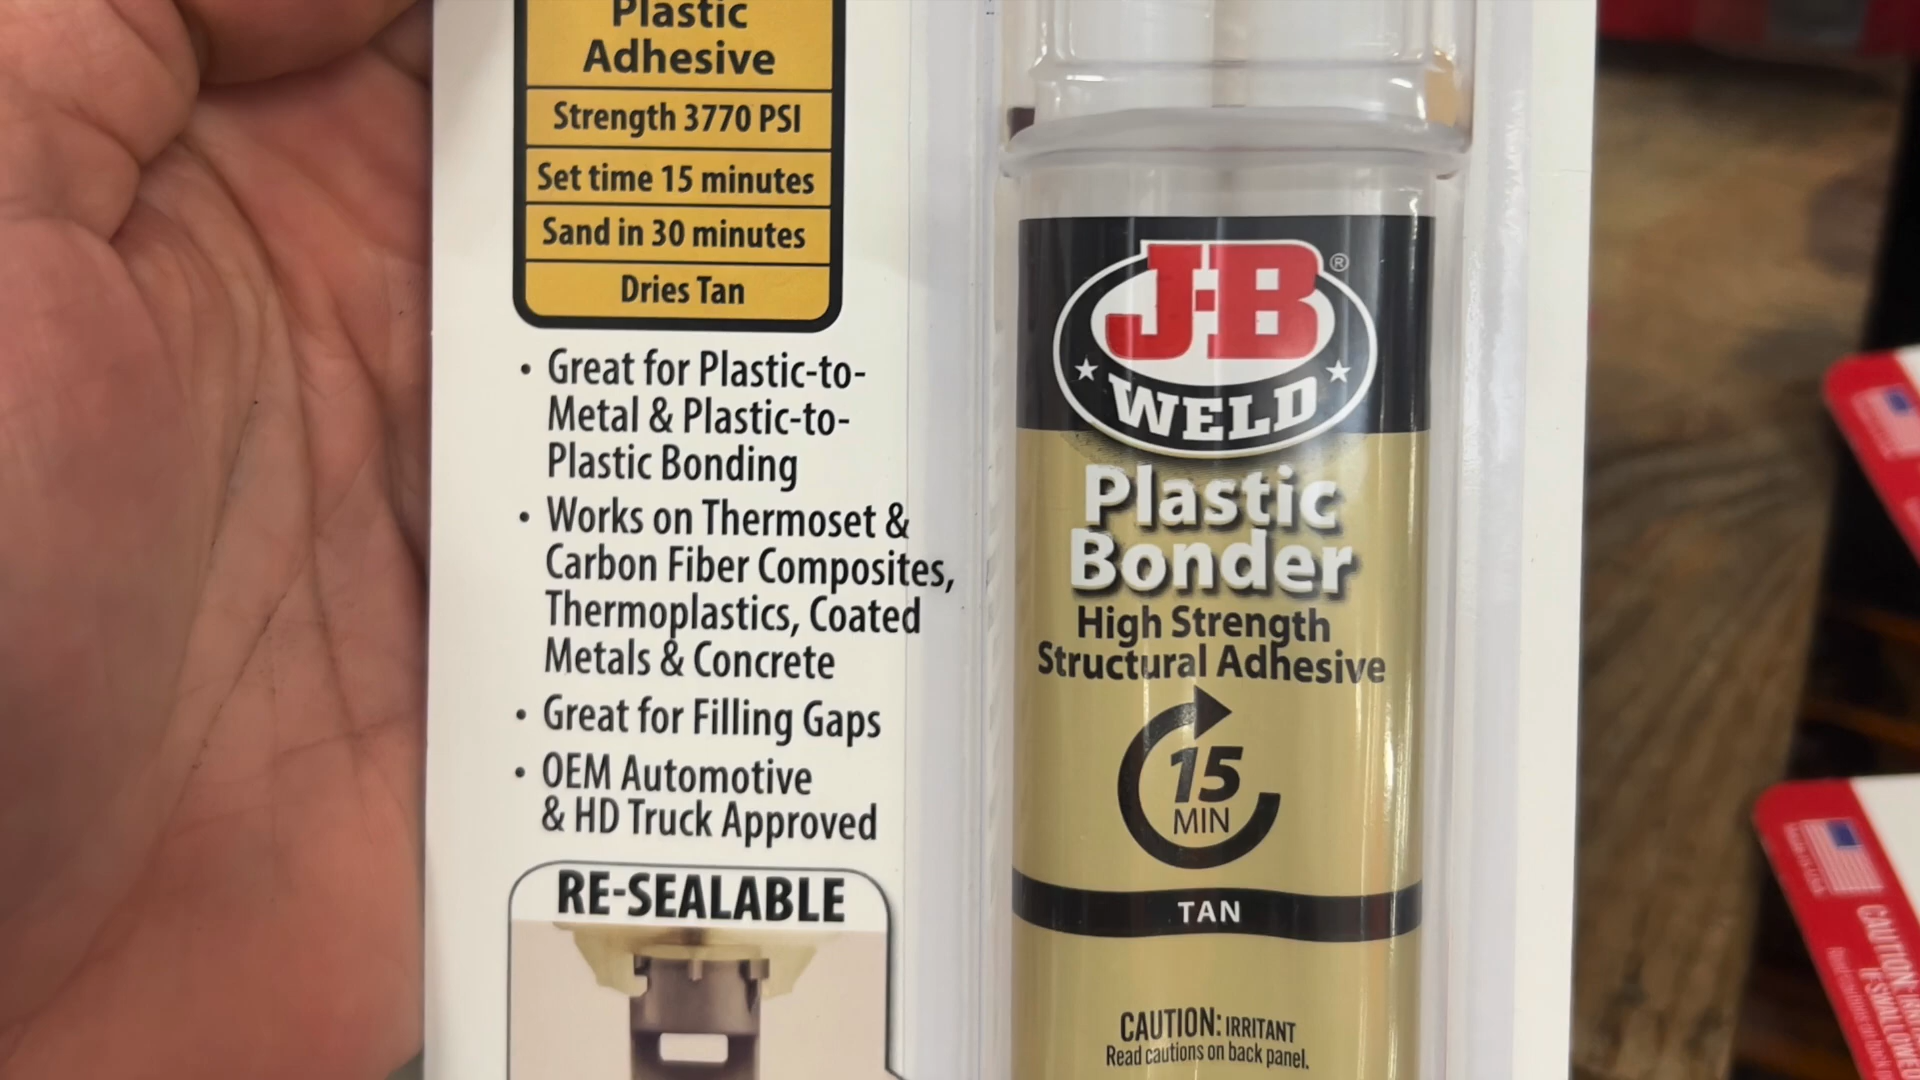 Plastic
Adhesive
Strength 3770 PSI
Set time 15 minutes
Sand in 30 minutes
Dries Tan
• Great for Plastic-to-
Metal & Plastic-to-
Plastic Bonding
• Works on Thermoset &
Carbon Fiber Composites,
Thermoplastics, Coated
Metals & Concrete
• Great for Filling Gaps
• OEM Automotive
& HD Truck Approved
RE-SEALABLE
J-B®
WELD
Plastic
Bonder
High Strength
Structural Adhesive
15
MIN
TAN
CAUTION: IRRITANT
Read cautions on back panel.
CAUTION:
IF SWALLOWED